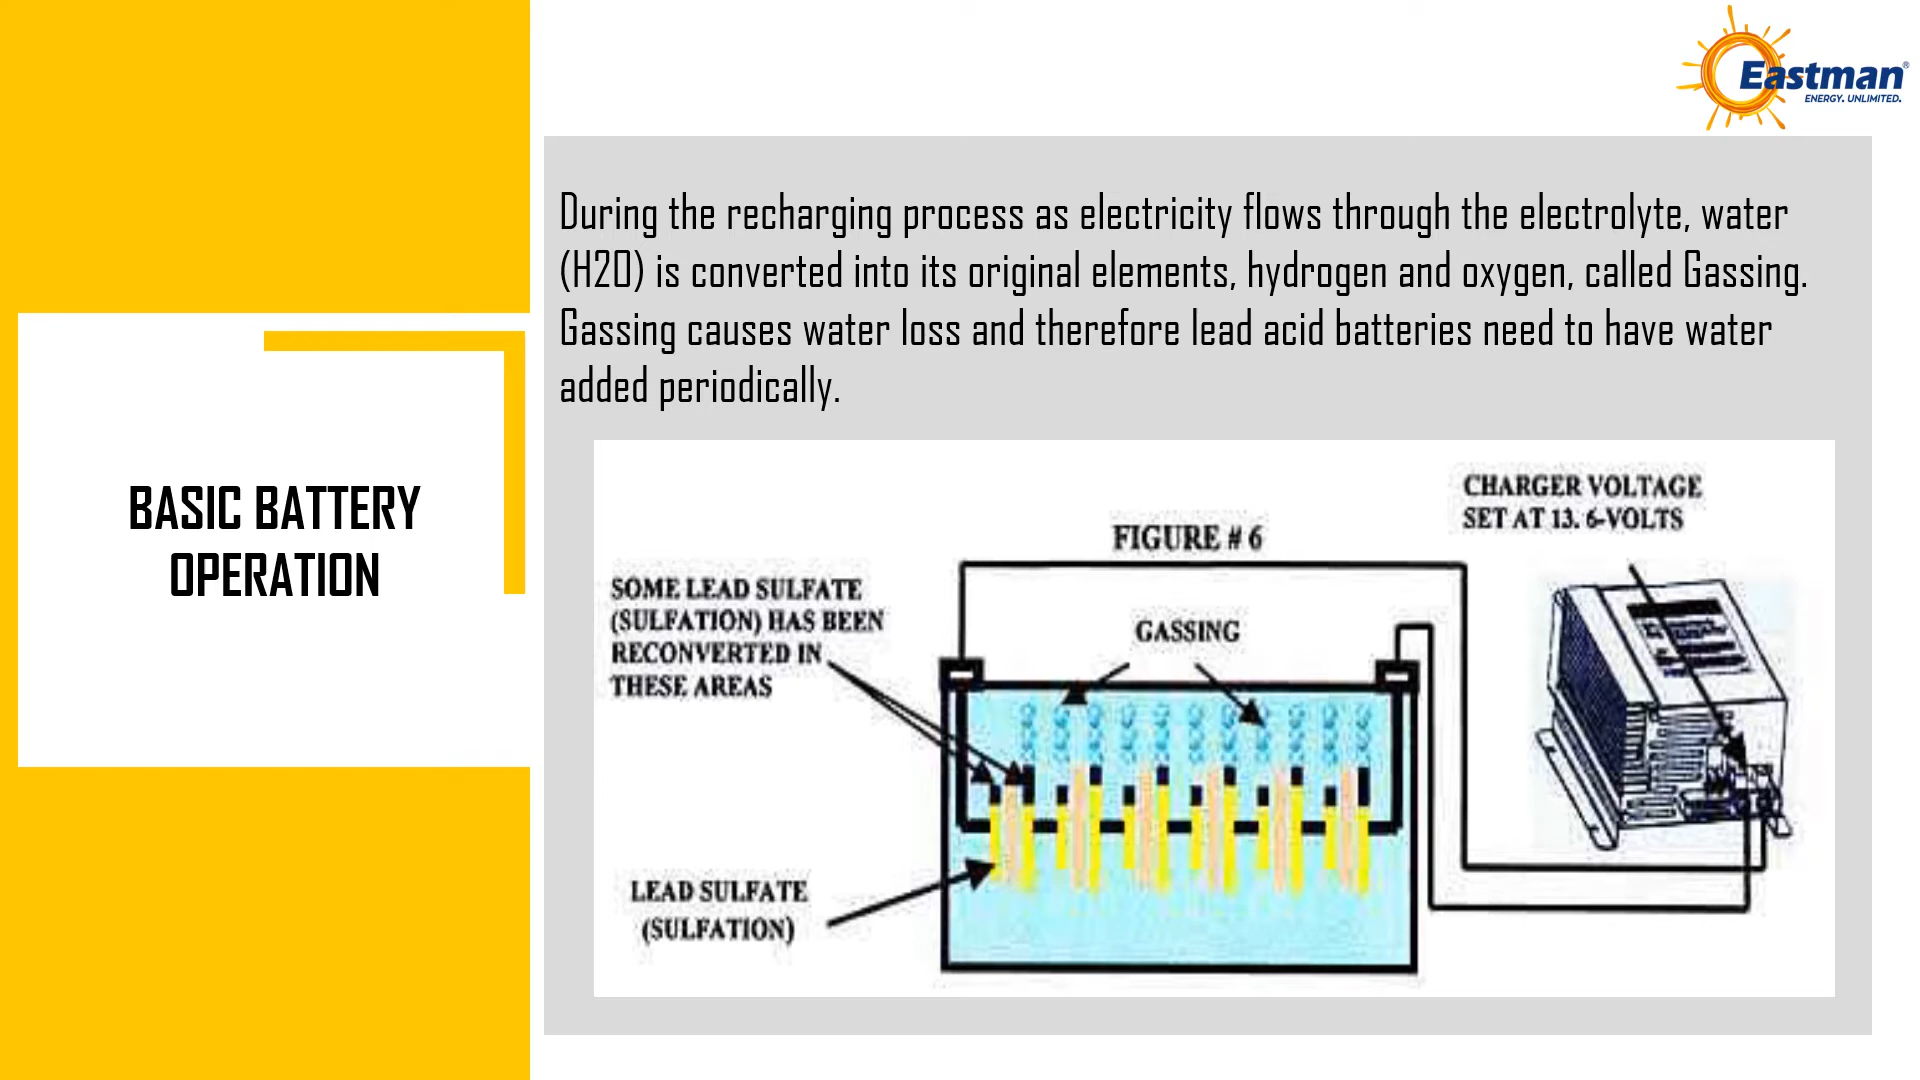 Eastman®
ENERGY. UNLIMITED.
BASIC BATTERY
OPERATION
During the recharging process as electricity flows through the electrolyte, water
(H2O) is converted into its original elements, hydrogen and oxygen, called Gassing.
Gassing causes water loss and therefore lead acid batteries need to have water
added periodically.
CHARGER VOLTAGE
SET AT 13. 6-VOLTS
FIGURE # 6
SOME LEAD SULFATE
(SULFATION) HAS BEEN
RECONVERTED IN
THESE AREAS
GASSING
LEAD SULFATE
(SULFATION)